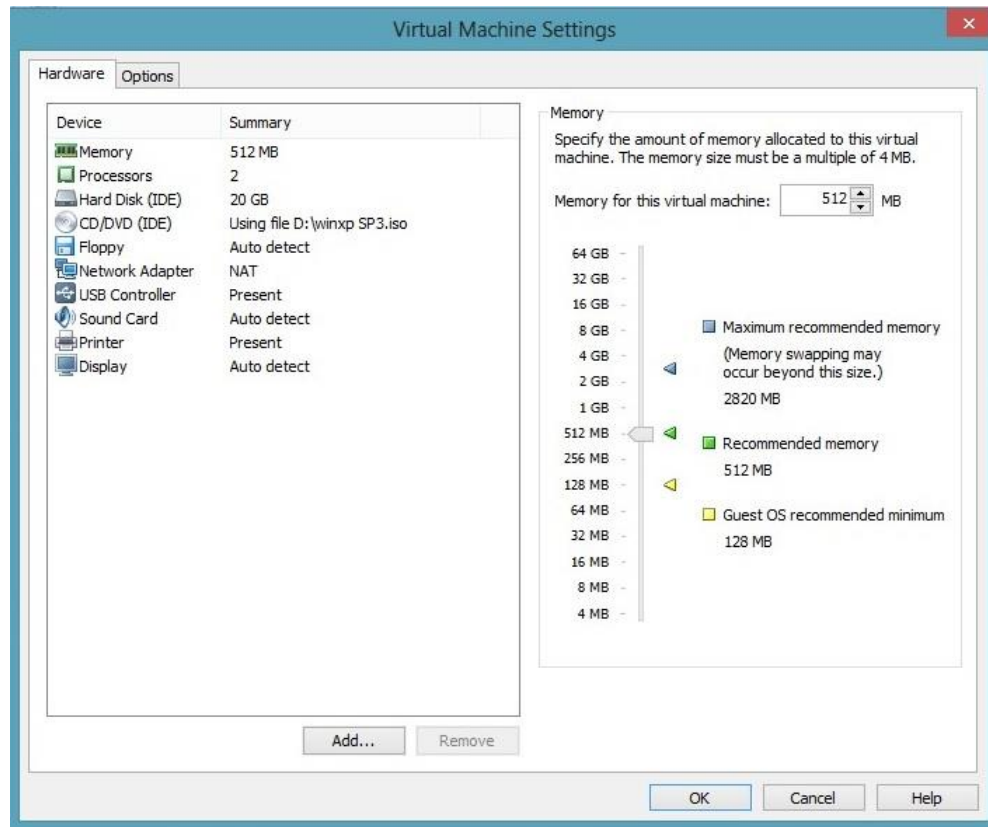 Virtual Machine Settings
Hardware Options
Device Summary
Memory 512 MB
Processors 2
Hard Disk (IDE) 20 GB
CD/DVD (IDE) Using file D:\winxp SP3.iso
Floppy Auto detect
Network Adapter NAT
USB Controller Present
Sound Card Auto detect
Printer Present
Display Auto detect
Add... Remove
Memory
Specify the amount of memory allocated to this virtual
machine. The memory size must be a multiple of 4 MB.
Memory for this virtual machine: 512 MB
64 GB
32 GB
16 GB
8 GB
4 GB
2 GB
1 GB
512 MB
256 MB
128 MB
64 MB
32 MB
16 MB
8 MB
4 MB
Maximum recommended memory
(Memory swapping may
occur beyond this size.)
2820 MB
Recommended memory
512 MB
Guest OS recommended minimum
128 MB
OK Cancel Help